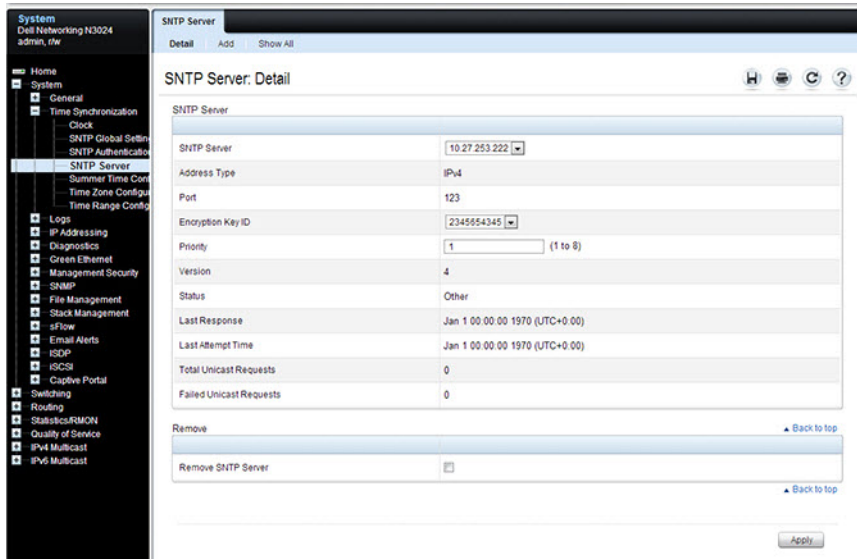 System
Dell Networking N3024
admin, r/w
Home
System
General
Time Synchronization
Clock
SNTP Global Settin
SNTP Authentication
SNTP Server
Summer Time Conf
Time Zone Configu
Time Range Config
Logs
IP Addressing
Diagnostics
Green Ethernet
Management Security
SNMP
File Management
Stack Management
sFlow
Email Alerts
ISDP
iSCSI
Captive Portal
Switching
Routing
Statistics/RMON
Quality of Service
IPv4 Multicast
IPv6 Multicast
SNTP Server
Detail Add Show All
SNTP Server: Detail
SNTP Server
SNTP Server 10.27.253.222
Address Type IPv4
Port 123
Encryption Key ID 2345654345
Priority 1 (1 to 8)
Version 4
Status Other
Last Response Jan 1 00:00:00 1970 (UTC+0:00)
Last Attempt Time Jan 1 00:00:00 1970 (UTC+0:00)
Total Unicast Requests 0
Failed Unicast Requests 0
Remove ▲ Back to top
Remove SNTP Server
▲ Back to top
Apply